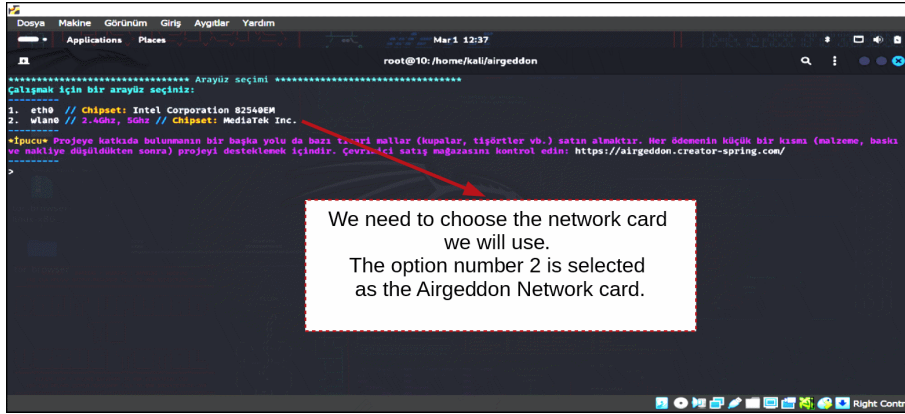 Dosya Makine Görünüm Giriş Aygıtlar Yardım
Applications Places Mar 1 12:37
root@10: /home/kali/airgeddon
******************************* Arayüz seçimi ********************************
Çalışmak için bir arayüz seçiniz:
---------
1. eth0 // Chipset: Intel Corporation 82540EM
2. wlan0 // 2.4Ghz, 5Ghz // Chipset: MediaTek Inc.
---------
*İpucu* Projeye katkıda bulunmanın bir başka yolu da bazı ticari mallar (kupalar, tişörtler vb.) satın almaktır. Her ödemenin küçük bir kısmı (malzeme, baskı
ve nakliye düşüldükten sonra) projeyi desteklemek içindir. Çevrimiçi satış mağazasını kontrol edin: https://airgeddon.creator-spring.com/
---------
>
We need to choose the network card
we will use.
The option number 2 is selected
as the Airgeddon Network card.
Right Contr